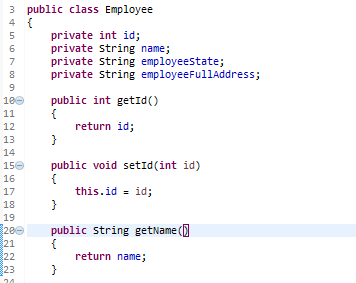 3 public class Employee
4 {
5     private int id;
6     private String name;
7     private String employeeState;
8     private String employeeFullAddress;
9
10     public int getId()
11     {
12         return id;
13     }
14
15     public void setId(int id)
16     {
17         this.id = id;
18     }
19
20     public String getName()
21     {
22         return name;
23     }
24